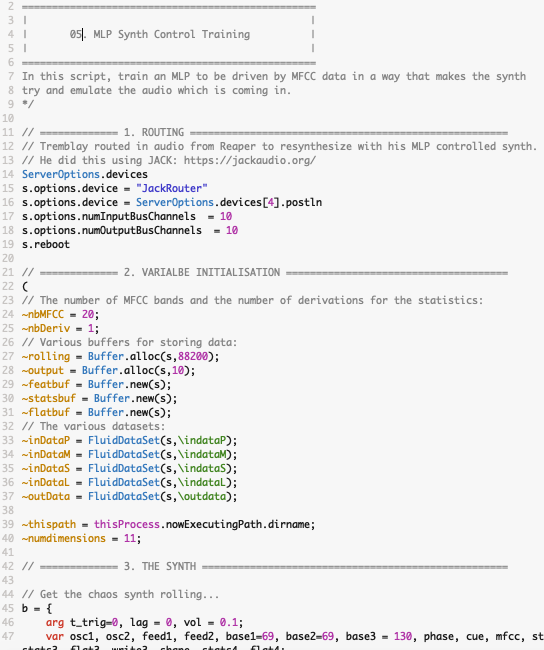 2 ================================================
3 |                                                |
4 |       05. MLP Synth Control Training          |
5 |                                                |
6 ================================================
7 In this script, train an MLP to be driven by MFCC data in a way that makes the synth
8 try and emulate the audio which is coming in.
9 */
10
11 // ============= 1. ROUTING =====================================================
12 // Tremblay routed in audio from Reaper to resynthesize with his MLP controlled synth.
13 // He did this using JACK: https://jackaudio.org/
14 ServerOptions.devices
15 s.options.device = "JackRouter"
16 s.options.device = ServerOptions.devices[4].postln
17 s.options.numInputBusChannels  = 10
18 s.options.numOutputBusChannels  = 10
19 s.reboot
20
21 // ============= 2. VARIALBE INITIALISATION =====================================
22 (
23 // The number of MFCC bands and the number of derivations for the statistics:
24 ~nbMFCC = 20;
25 ~nbDeriv = 1;
26 // Various buffers for storing data:
27 ~rolling = Buffer.alloc(s,88200);
28 ~output = Buffer.alloc(s,10);
29 ~featbuf = Buffer.new(s);
30 ~statsbuf = Buffer.new(s);
31 ~flatbuf = Buffer.new(s);
32 // The various datasets:
33 ~inDataP = FluidDataSet(s,\indataP);
34 ~inDataM = FluidDataSet(s,\indataM);
35 ~inDataS = FluidDataSet(s,\indataS);
36 ~inDataL = FluidDataSet(s,\indataL);
37 ~outData = FluidDataSet(s,\outdata);
38
39 ~thispath = thisProcess.nowExecutingPath.dirname;
40 ~numdimensions = 11;
41
42 // ============= 3. THE SYNTH ===================================================
43
44 // Get the chaos synth rolling...
45 b = {
46     arg t_trig=0, lag = 0, vol = 0.1;
47     var osc1, osc2, feed1, feed2, base1=69, base2=69, base3 = 130, phase, cue, mfcc, st